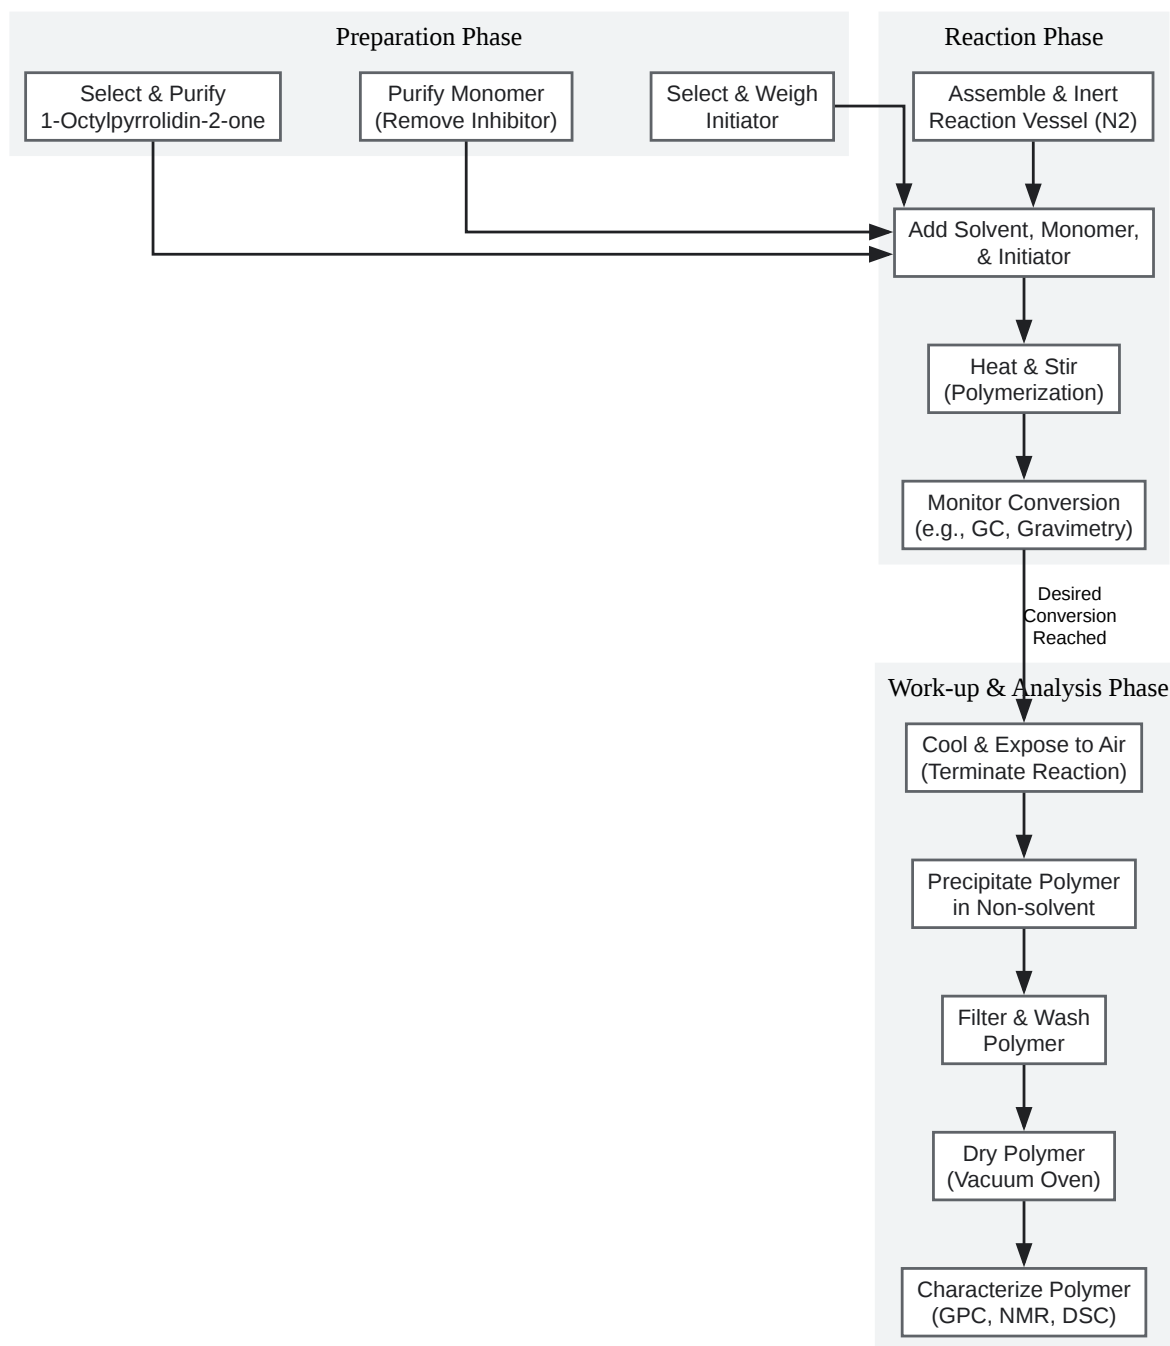 Preparation Phase
Select & Purify
1-Octylpyrrolidin-2-one
Purify Monomer
(Remove Inhibitor)
Select & Weigh
Initiator
Reaction Phase
Assemble & Inert
Reaction Vessel (N2)
Add Solvent, Monomer,
& Initiator
Heat & Stir
(Polymerization)
Monitor Conversion
(e.g., GC, Gravimetry)
Desired
Conversion
Reached
Work-up & Analysis Phase
Cool & Expose to Air
(Terminate Reaction)
Precipitate Polymer
in Non-solvent
Filter & Wash
Polymer
Dry Polymer
(Vacuum Oven)
Characterize Polymer
(GPC, NMR, DSC)